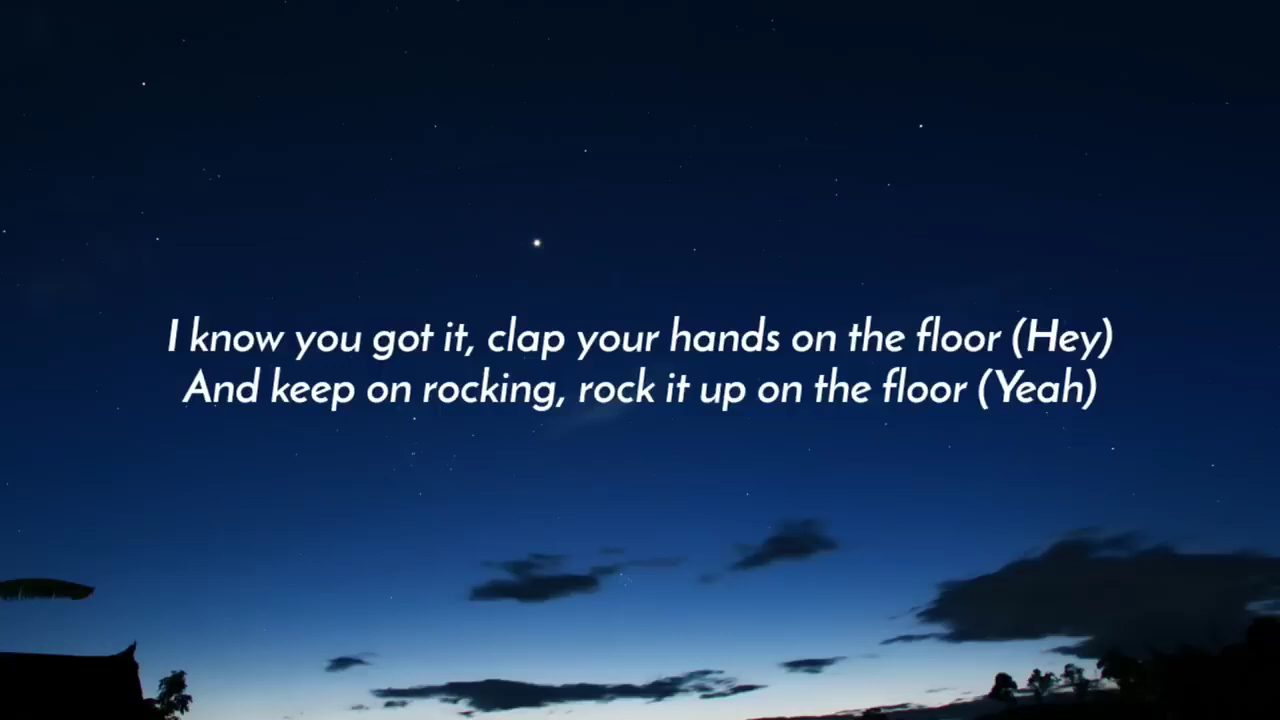 I know you got it, clap your hands on the floor (Hey)
And keep on rocking, rock it up on the floor (Yeah)